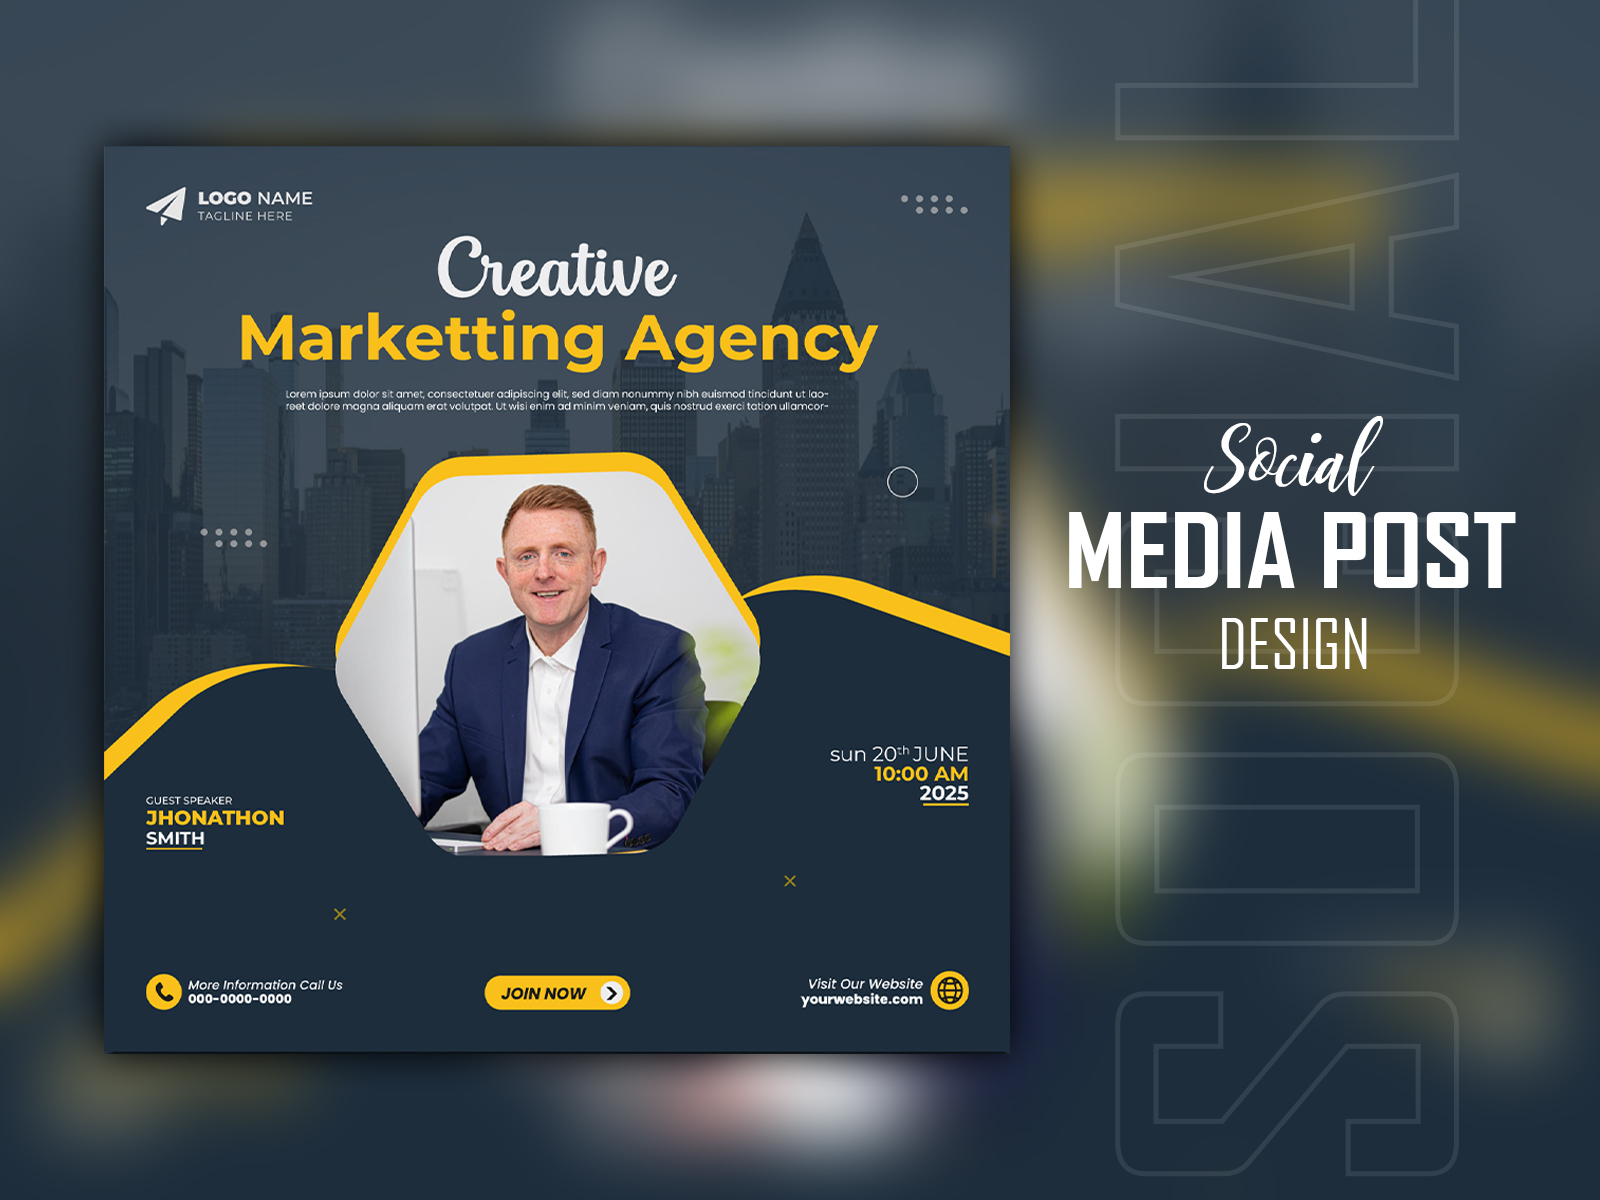 LOGO NAME
TAGLINE HERE
Creative
Marketting Agency
Lorem ipsum dolor sit amet, consectetuer adipiscing elit, sed diam nonummy nibh euismod tincidunt ut lao-
reet dolore magna aliquam erat volutpat. Ut wisi enim ad minim veniam, quis nostrud exerci tation ullamcor-
GUEST SPEAKER
JHONATHON
SMITH
sun 20th JUNE
10:00 AM
2025
More Information Call Us
000-0000-0000
JOIN NOW
Visit Our Website
yourwebsite.com
Social
MEDIA POST
DESIGN
SOCIAL